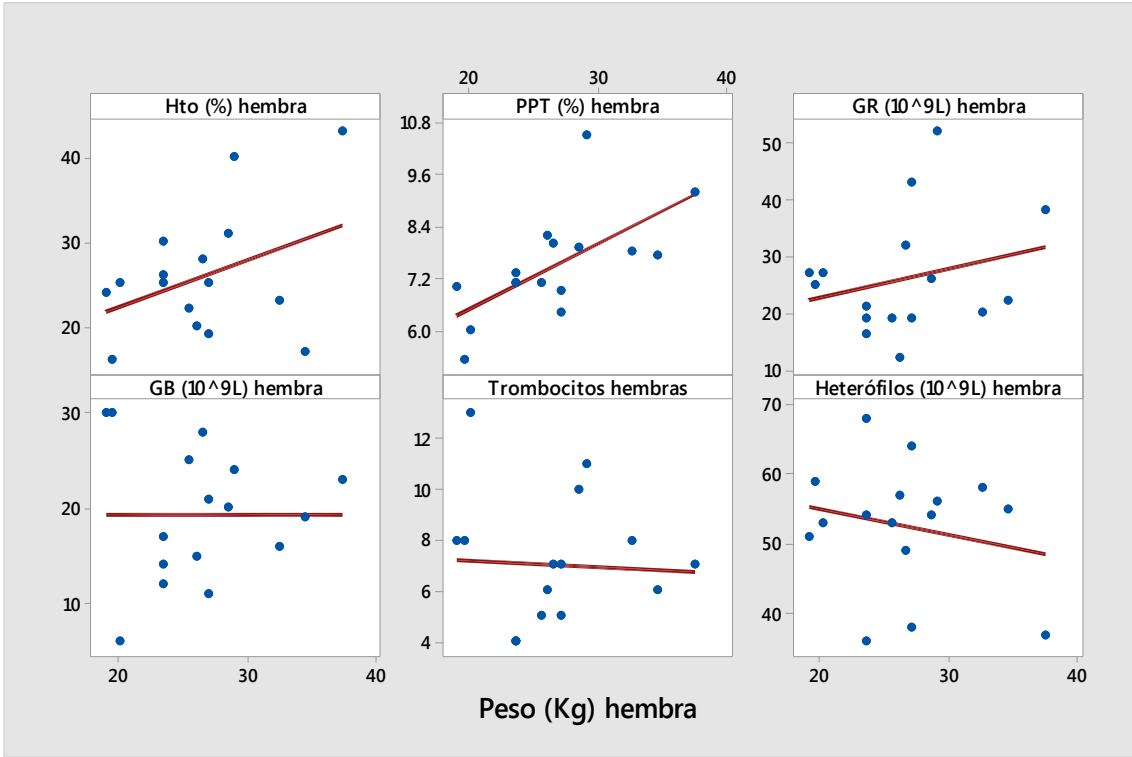 20 30 40
Hto (%) hembra PPT (%) hembra GR (10^9L) hembra
40 10.8 50
30 9.6 40
20 8.4 30
7.2 20
6.0 10
GB (10^9L) hembra Trombocitos hembras Heterófilos (10^9L) hembra
30 12 70
20 10 60
10 8 50
6 40
4
20 30 40 20 30 40
Peso (Kg) hembra